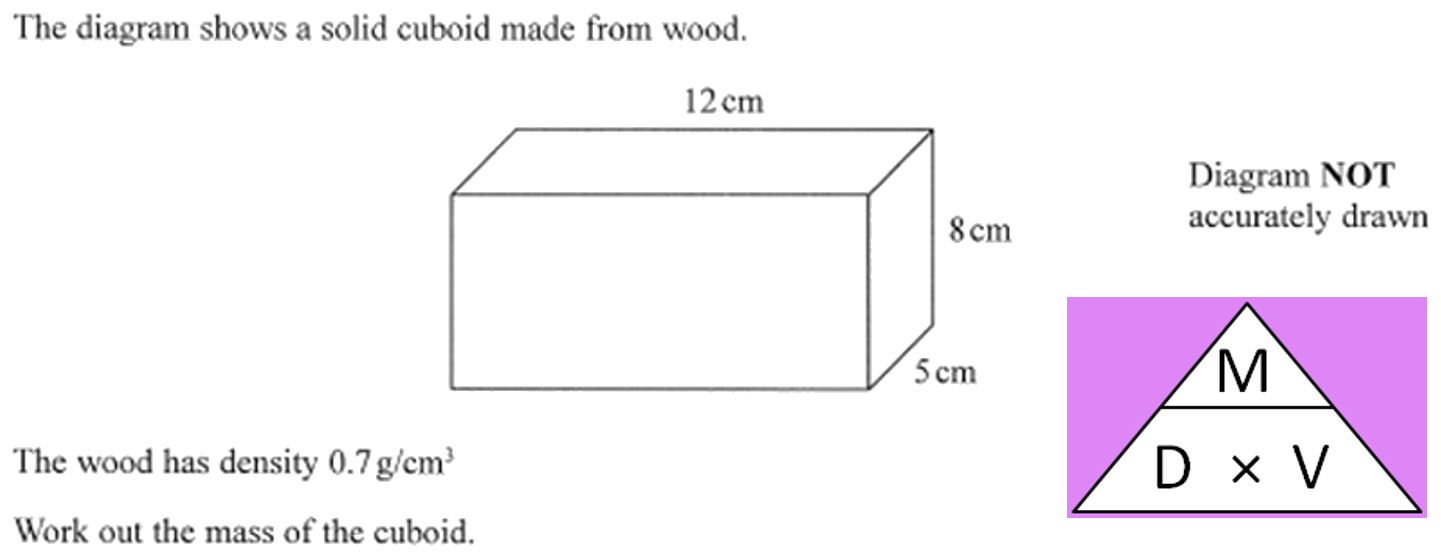 The diagram shows a solid cuboid made from wood.
12 cm
Diagram NOT
accurately drawn
8 cm
5 cm
M
D × V
The wood has density 0.7 g/cm³
Work out the mass of the cuboid.